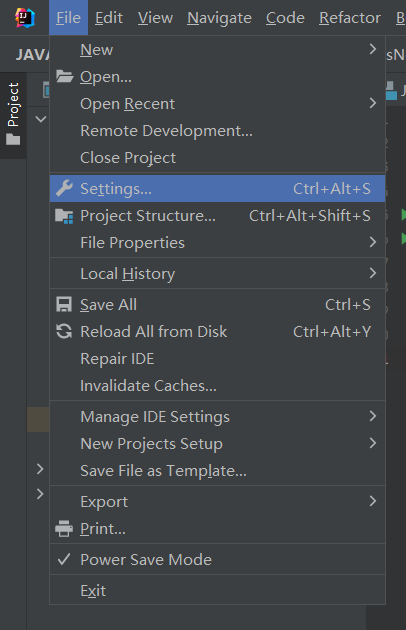 File Edit View Navigate Code Refactor
JAVA
Project
New
Open...
Open Recent
Remote Development...
Close Project
Settings... Ctrl+Alt+S
Project Structure... Ctrl+Alt+Shift+S
File Properties
Local History
Save All Ctrl+S
Reload All from Disk Ctrl+Alt+Y
Repair IDE
Invalidate Caches...
Manage IDE Settings
New Projects Setup
Save File as Template...
Export
Print...
Power Save Mode
Exit